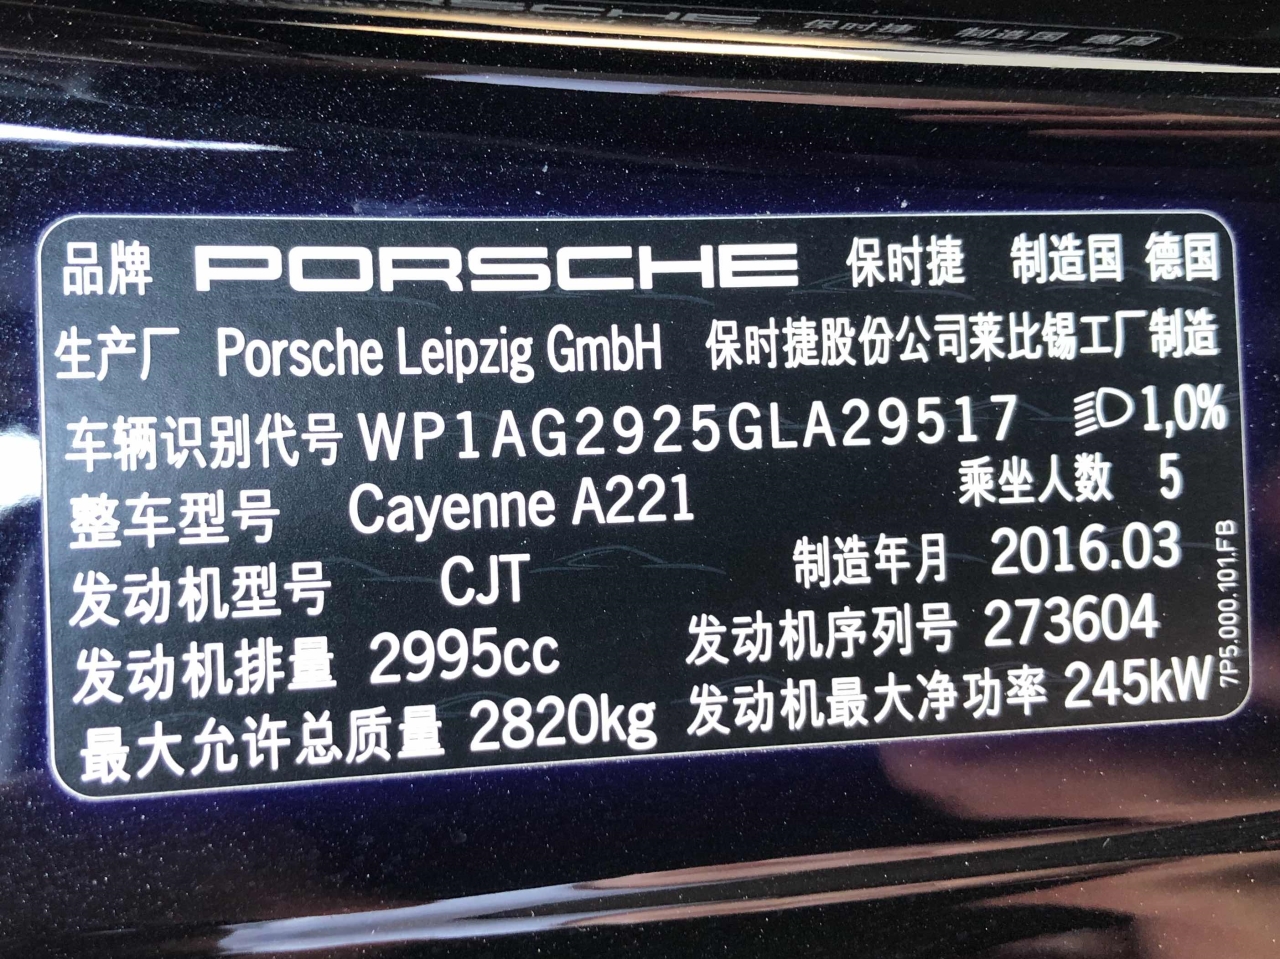 品牌 PORSCHE 保时捷 制造国 德国
生产厂 Porsche Leipzig GmbH 保时捷股份公司莱比锡工厂制造
车辆识别代号 WP1AG2925GLA29517 1,0%
整车型号 Cayenne A221 乘坐人数 5
发动机型号 CJT 制造年月 2016.03
发动机排量 2995cc 发动机序列号 273604
最大允许总质量 2820kg 发动机最大净功率 245kW
7P5.000.101.FB